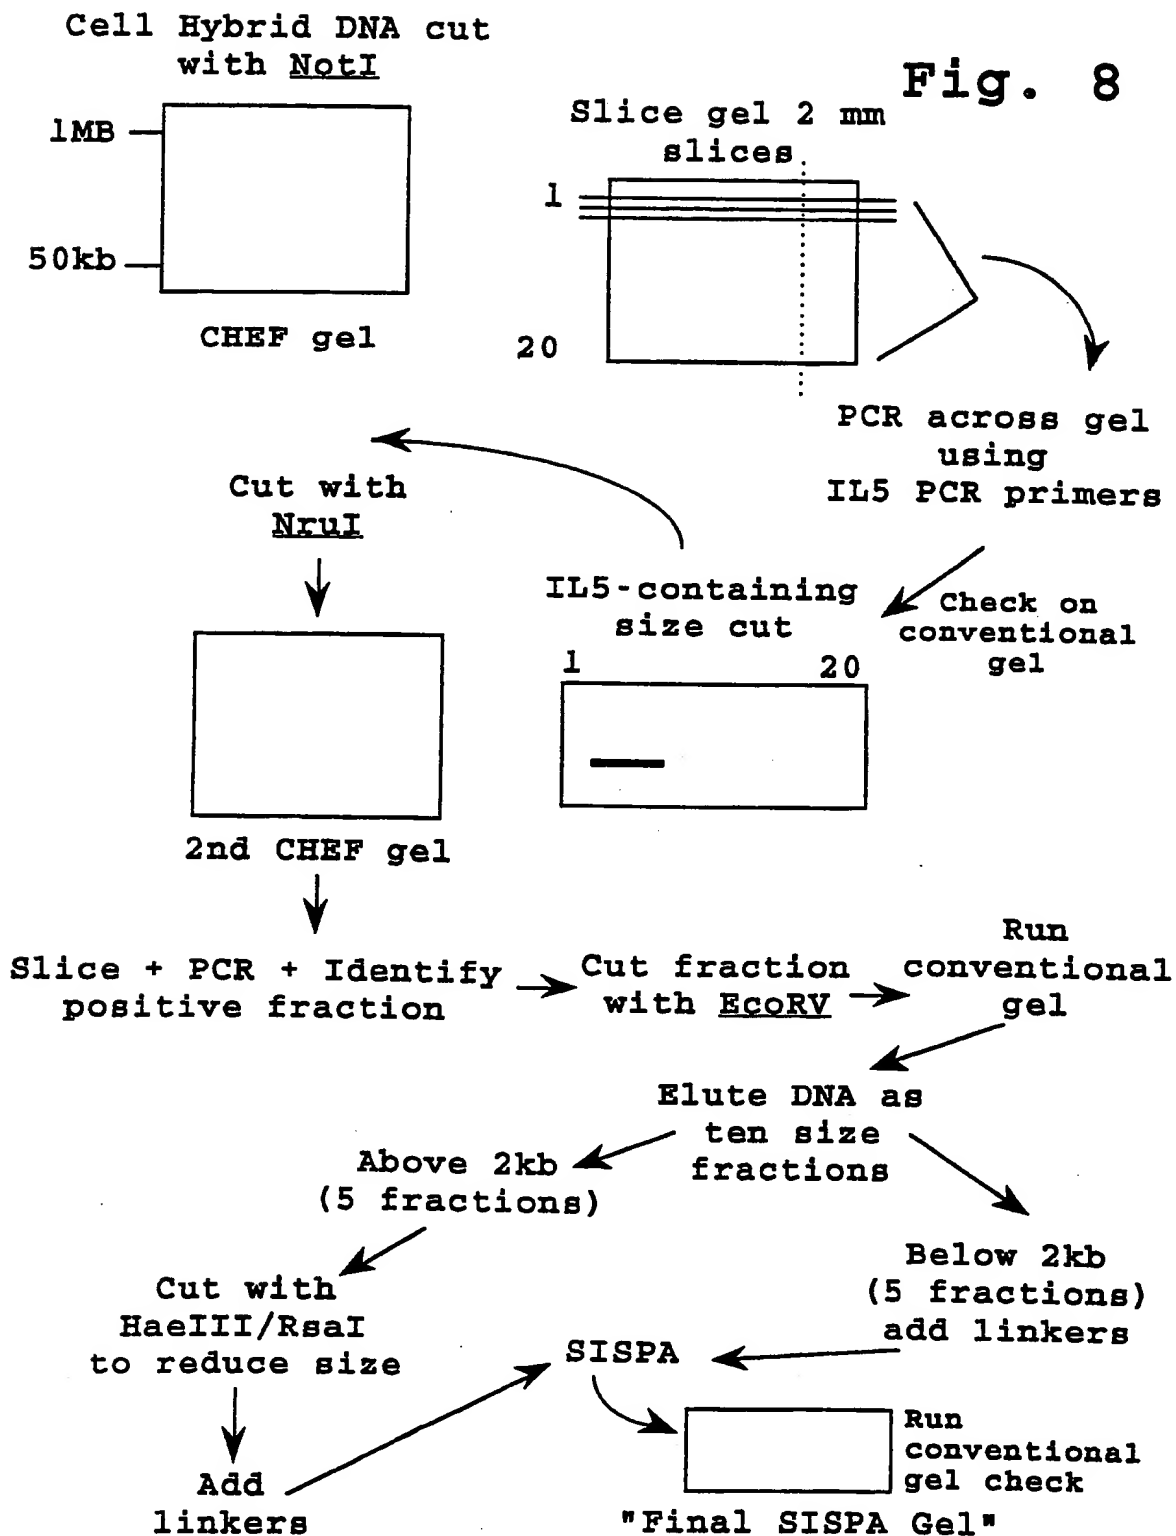 Cell Hybrid DNA cut
with NotI
Fig. 8
1MB
50kb
CHEF gel
Slice gel 2 mm
slices
1
20
PCR across gel
using
IL5 PCR primers
Check on
conventional
gel
IL5-containing
size cut
1 20
Cut with
NruI
2nd CHEF gel
Slice + PCR + Identify
positive fraction
Cut fraction
with EcoRV
Run
conventional
gel
Elute DNA as
ten size
fractions
Above 2kb
(5 fractions)
Cut with
HaeIII/RsaI
to reduce size
Add
linkers
Below 2kb
(5 fractions)
add linkers
SISPA
Run
conventional
gel check
"Final SISPA Gel"